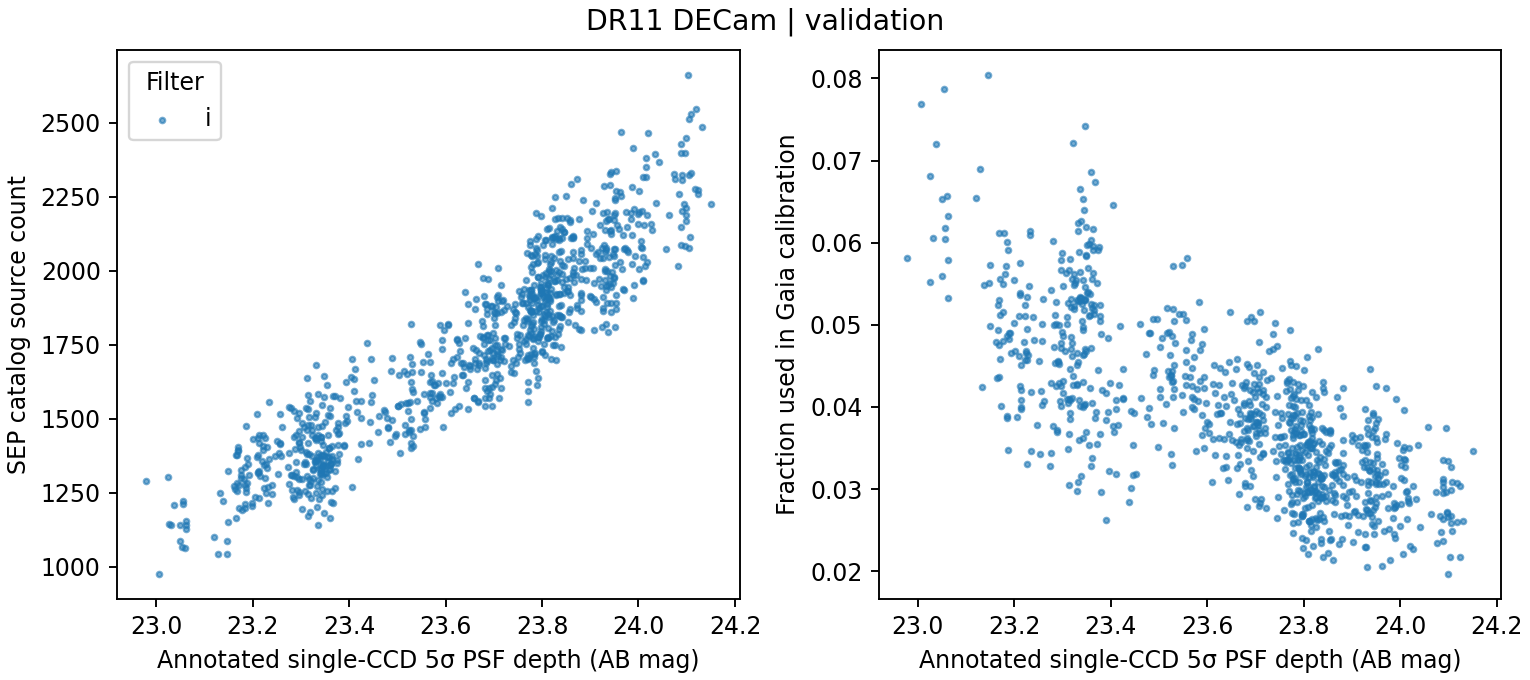 DR11 DECam | validation
Filter
i
SEP catalog source count
2500
2250
2000
1750
1500
1250
1000
23.0 23.2 23.4 23.6 23.8 24.0 24.2
Annotated single-CCD 5σ PSF depth (AB mag)
Fraction used in Gaia calibration
0.08
0.07
0.06
0.05
0.04
0.03
0.02
23.0 23.2 23.4 23.6 23.8 24.0 24.2
Annotated single-CCD 5σ PSF depth (AB mag)